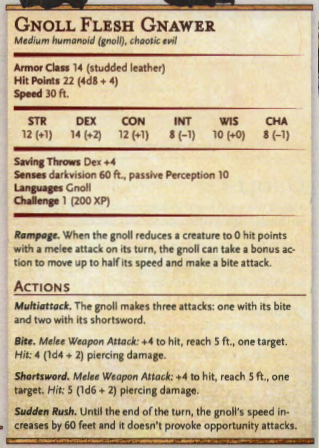 GNOLL FLESH GNAWER
Medium humanoid (gnoll), chaotic evil
Armor Class 14 (studded leather)
Hit Points 22 (4d8 + 4)
Speed 30 ft.
STR DEX CON INT WIS CHA
12 (+1) 14 (+2) 12 (+1) 8 (−1) 10 (+0) 8 (−1)
Saving Throws Dex +4
Senses darkvision 60 ft., passive Perception 10
Languages Gnoll
Challenge 1 (200 XP)
Rampage. When the gnoll reduces a creature to 0 hit points
with a melee attack on its turn, the gnoll can take a bonus ac-
tion to move up to half its speed and make a bite attack.
ACTIONS
Multiattack. The gnoll makes three attacks: one with its bite
and two with its shortsword.
Bite. Melee Weapon Attack: +4 to hit, reach 5 ft., one target.
Hit: 4 (1d4 + 2) piercing damage.
Shortsword. Melee Weapon Attack: +4 to hit, reach 5 ft., one
target. Hit: 5 (1d6 + 2) piercing damage.
Sudden Rush. Until the end of the turn, the gnoll's speed in-
creases by 60 feet and it doesn't provoke opportunity attacks.